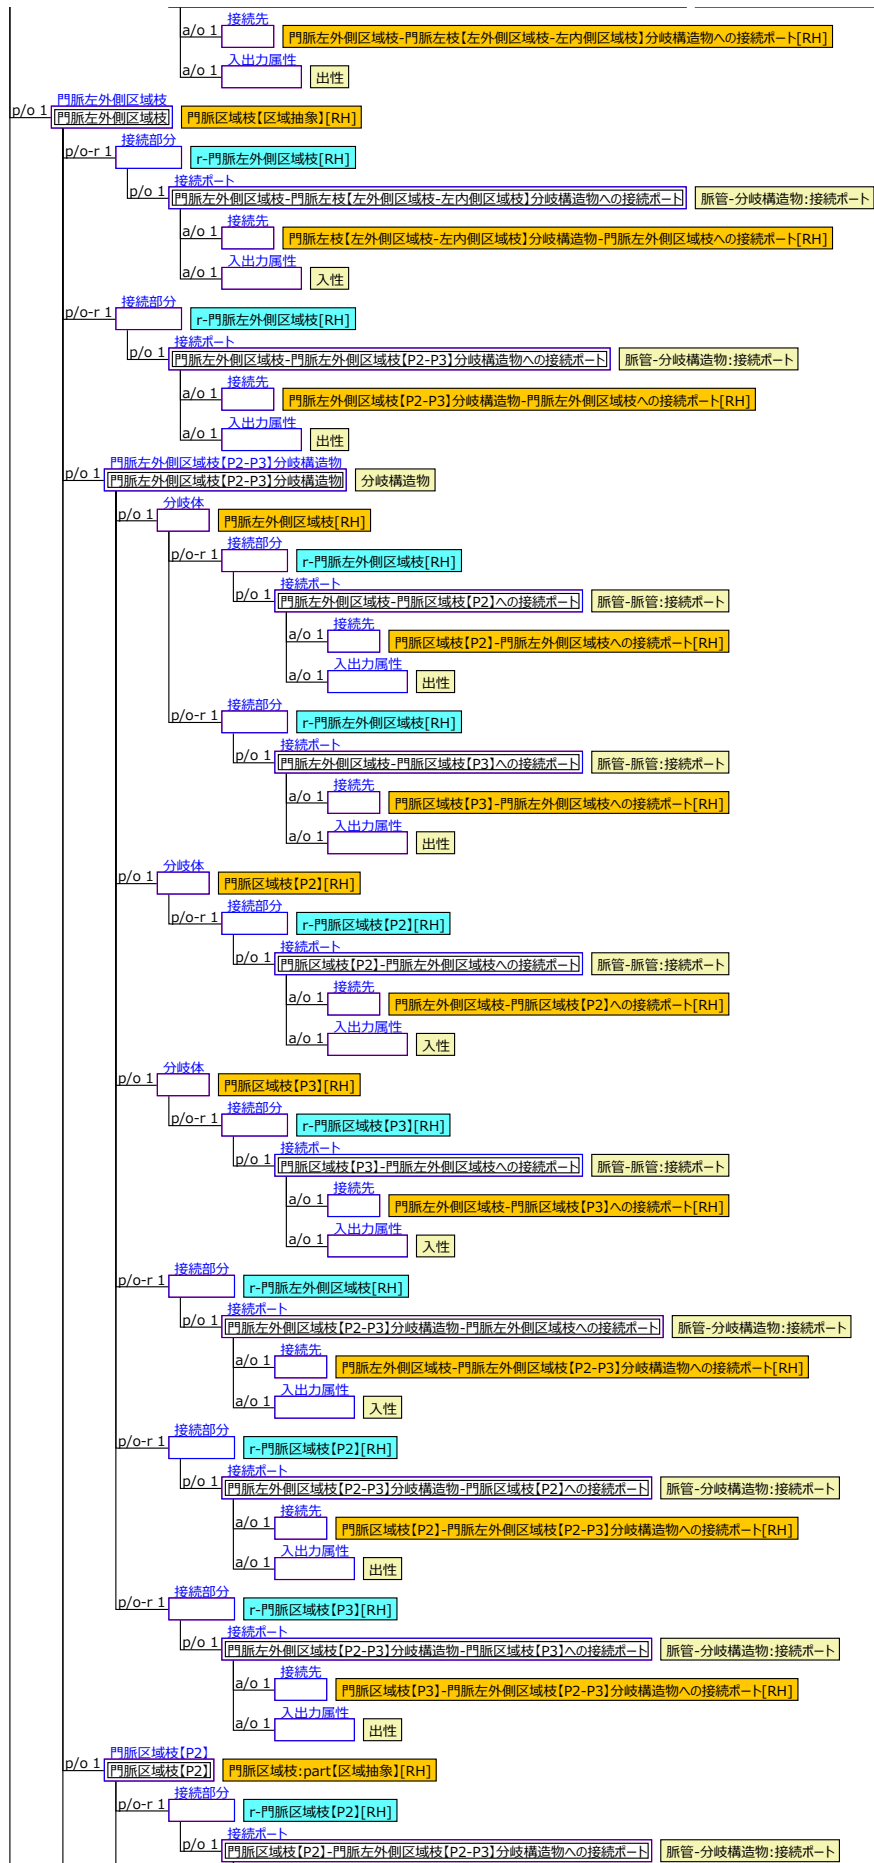 接続先
a/o 1 門脈左外側区域枝-門脈左枝【左外側区域枝-左内側区域枝】分岐構造物への接続ポート[RH]
入出力属性
a/o 1 出性
門脈左外側区域枝
p/o 1 門脈左外側区域枝 門脈区域枝【区域抽象】[RH]
接続部分
p/o-r 1 r-門脈左外側区域枝[RH]
接続ポート
p/o 1 門脈左外側区域枝-門脈左枝【左外側区域枝-左内側区域枝】分岐構造物への接続ポート 脈管-分岐構造物:接続ポート
接続先
a/o 1 門脈左枝【左外側区域枝-左内側区域枝】分岐構造物-門脈左外側区域枝への接続ポート[RH]
入出力属性
a/o 1 入性
接続部分
p/o-r 1 r-門脈左外側区域枝[RH]
接続ポート
p/o 1 門脈左外側区域枝-門脈左外側区域枝【P2-P3】分岐構造物への接続ポート 脈管-分岐構造物:接続ポート
接続先
a/o 1 門脈左外側区域枝【P2-P3】分岐構造物-門脈左外側区域枝への接続ポート[RH]
入出力属性
a/o 1 出性
門脈左外側区域枝【P2-P3】分岐構造物
p/o 1 門脈左外側区域枝【P2-P3】分岐構造物 分岐構造物
分岐体
p/o 1 門脈左外側区域枝[RH]
接続部分
p/o-r 1 r-門脈左外側区域枝[RH]
接続ポート
p/o 1 門脈左外側区域枝-門脈区域枝【P2】への接続ポート 脈管-脈管:接続ポート
接続先
a/o 1 門脈区域枝【P2】-門脈左外側区域枝への接続ポート[RH]
入出力属性
a/o 1 出性
接続部分
p/o-r 1 r-門脈左外側区域枝[RH]
接続ポート
p/o 1 門脈左外側区域枝-門脈区域枝【P3】への接続ポート 脈管-脈管:接続ポート
接続先
a/o 1 門脈区域枝【P3】-門脈左外側区域枝への接続ポート[RH]
入出力属性
a/o 1 出性
分岐体
p/o 1 門脈区域枝【P2】[RH]
接続部分
p/o-r 1 r-門脈区域枝【P2】[RH]
接続ポート
p/o 1 門脈区域枝【P2】-門脈左外側区域枝への接続ポート 脈管-脈管:接続ポート
接続先
a/o 1 門脈左外側区域枝-門脈区域枝【P2】への接続ポート[RH]
入出力属性
a/o 1 入性
分岐体
p/o 1 門脈区域枝【P3】[RH]
接続部分
p/o-r 1 r-門脈区域枝【P3】[RH]
接続ポート
p/o 1 門脈区域枝【P3】-門脈左外側区域枝への接続ポート 脈管-脈管:接続ポート
接続先
a/o 1 門脈左外側区域枝-門脈区域枝【P3】への接続ポート[RH]
入出力属性
a/o 1 入性
接続部分
p/o-r 1 r-門脈左外側区域枝[RH]
接続ポート
p/o 1 門脈左外側区域枝【P2-P3】分岐構造物-門脈左外側区域枝への接続ポート 脈管-分岐構造物:接続ポート
接続先
a/o 1 門脈左外側区域枝-門脈左外側区域枝【P2-P3】分岐構造物への接続ポート[RH]
入出力属性
a/o 1 入性
接続部分
p/o-r 1 r-門脈区域枝【P2】[RH]
接続ポート
p/o 1 門脈左外側区域枝【P2-P3】分岐構造物-門脈区域枝【P2】への接続ポート 脈管-分岐構造物:接続ポート
接続先
a/o 1 門脈区域枝【P2】-門脈左外側区域枝【P2-P3】分岐構造物への接続ポート[RH]
入出力属性
a/o 1 出性
接続部分
p/o-r 1 r-門脈区域枝【P3】[RH]
接続ポート
p/o 1 門脈左外側区域枝【P2-P3】分岐構造物-門脈区域枝【P3】への接続ポート 脈管-分岐構造物:接続ポート
接続先
a/o 1 門脈区域枝【P3】-門脈左外側区域枝【P2-P3】分岐構造物への接続ポート[RH]
入出力属性
a/o 1 出性
門脈区域枝【P2】
p/o 1 門脈区域枝【P2】 門脈区域枝:part【区域抽象】[RH]
接続部分
p/o-r 1 r-門脈区域枝【P2】[RH]
接続ポート
p/o 1 門脈区域枝【P2】-門脈左外側区域枝【P2-P3】分岐構造物への接続ポート 脈管-分岐構造物:接続ポート